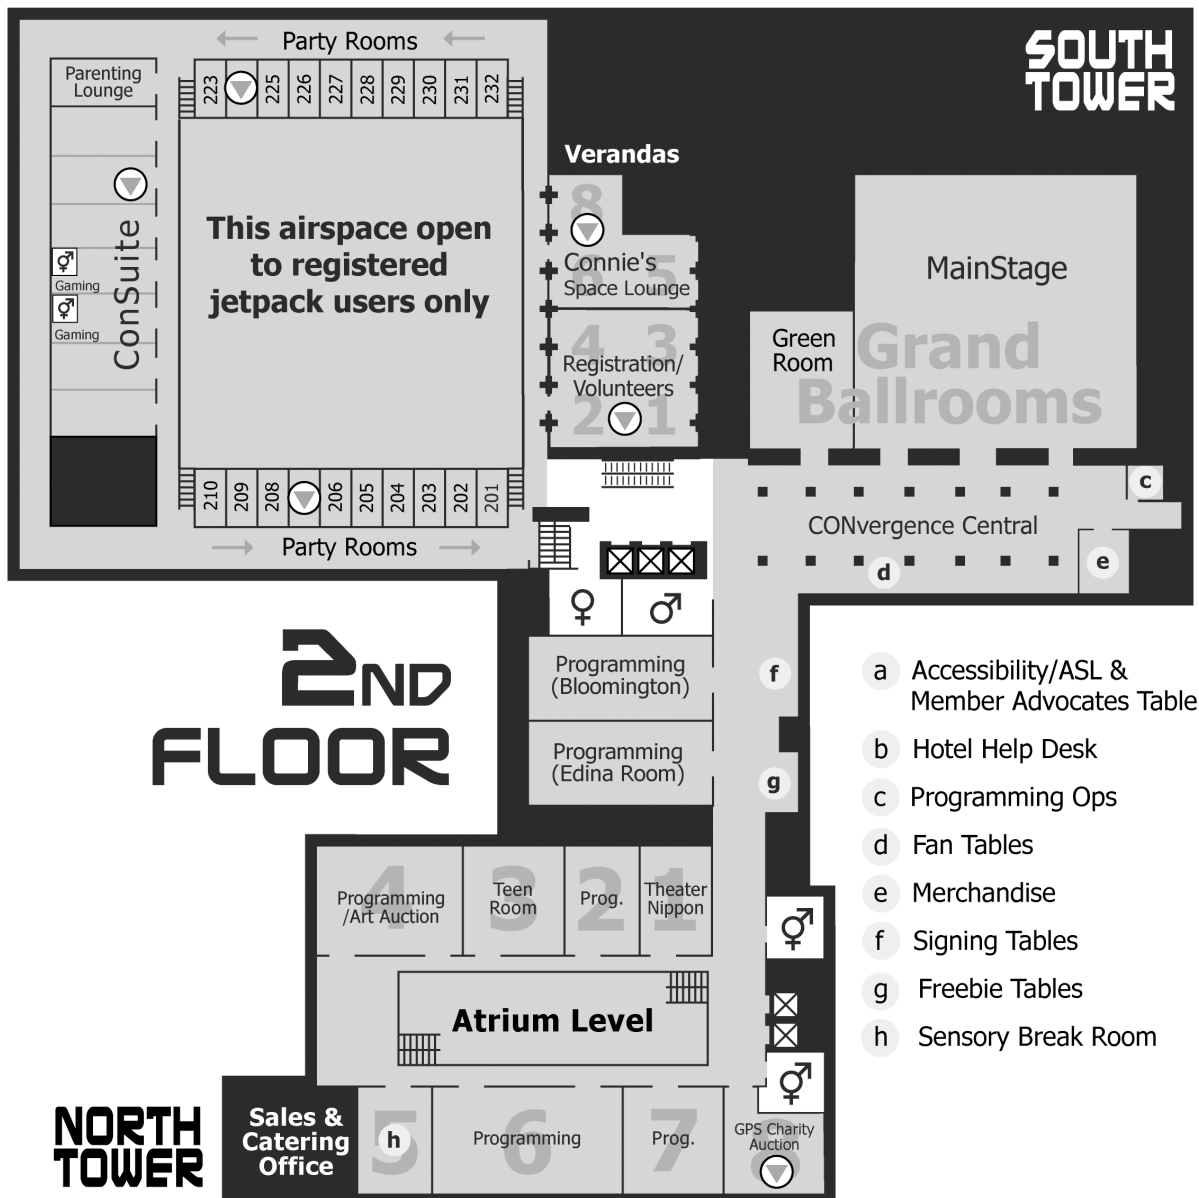 Party Rooms
SOUTH
TOWER
Parenting
Lounge
223
225
226
227
228
229
230
231
232
Verandas
This airspace open
to registered
jetpack users only
ConSuite
Gaming
Gaming
8
6
5
Connie's
Space Lounge
4
3
Registration/
Volunteers
2
1
MainStage
Green
Room
Grand
Ballrooms
210
209
208
206
205
204
203
202
201
Party Rooms
CONvergence Central
c
d
e
2ND
FLOOR
Programming
(Bloomington)
f
Programming
(Edina Room)
g
a Accessibility/ASL &
Member Advocates Table
b Hotel Help Desk
c Programming Ops
d Fan Tables
e Merchandise
f Signing Tables
g Freebie Tables
h Sensory Break Room
4
Programming
/Art Auction
3
Teen
Room
2
Prog.
1
Theater
Nippon
Atrium Level
NORTH
TOWER
Sales &
Catering
Office
5
h
6
Programming
7
Prog.
8
GPS Charity
Auction